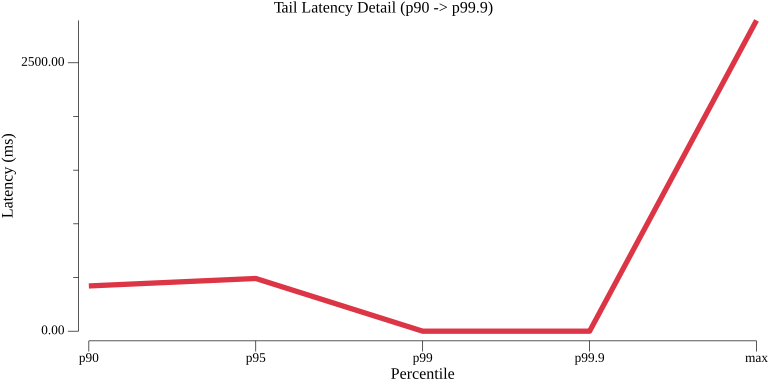 Tail Latency Detail (p90 -> p99.9)
2500.00
Latency (ms)
0.00
p90 p95 p99 p99.9 max
Percentile